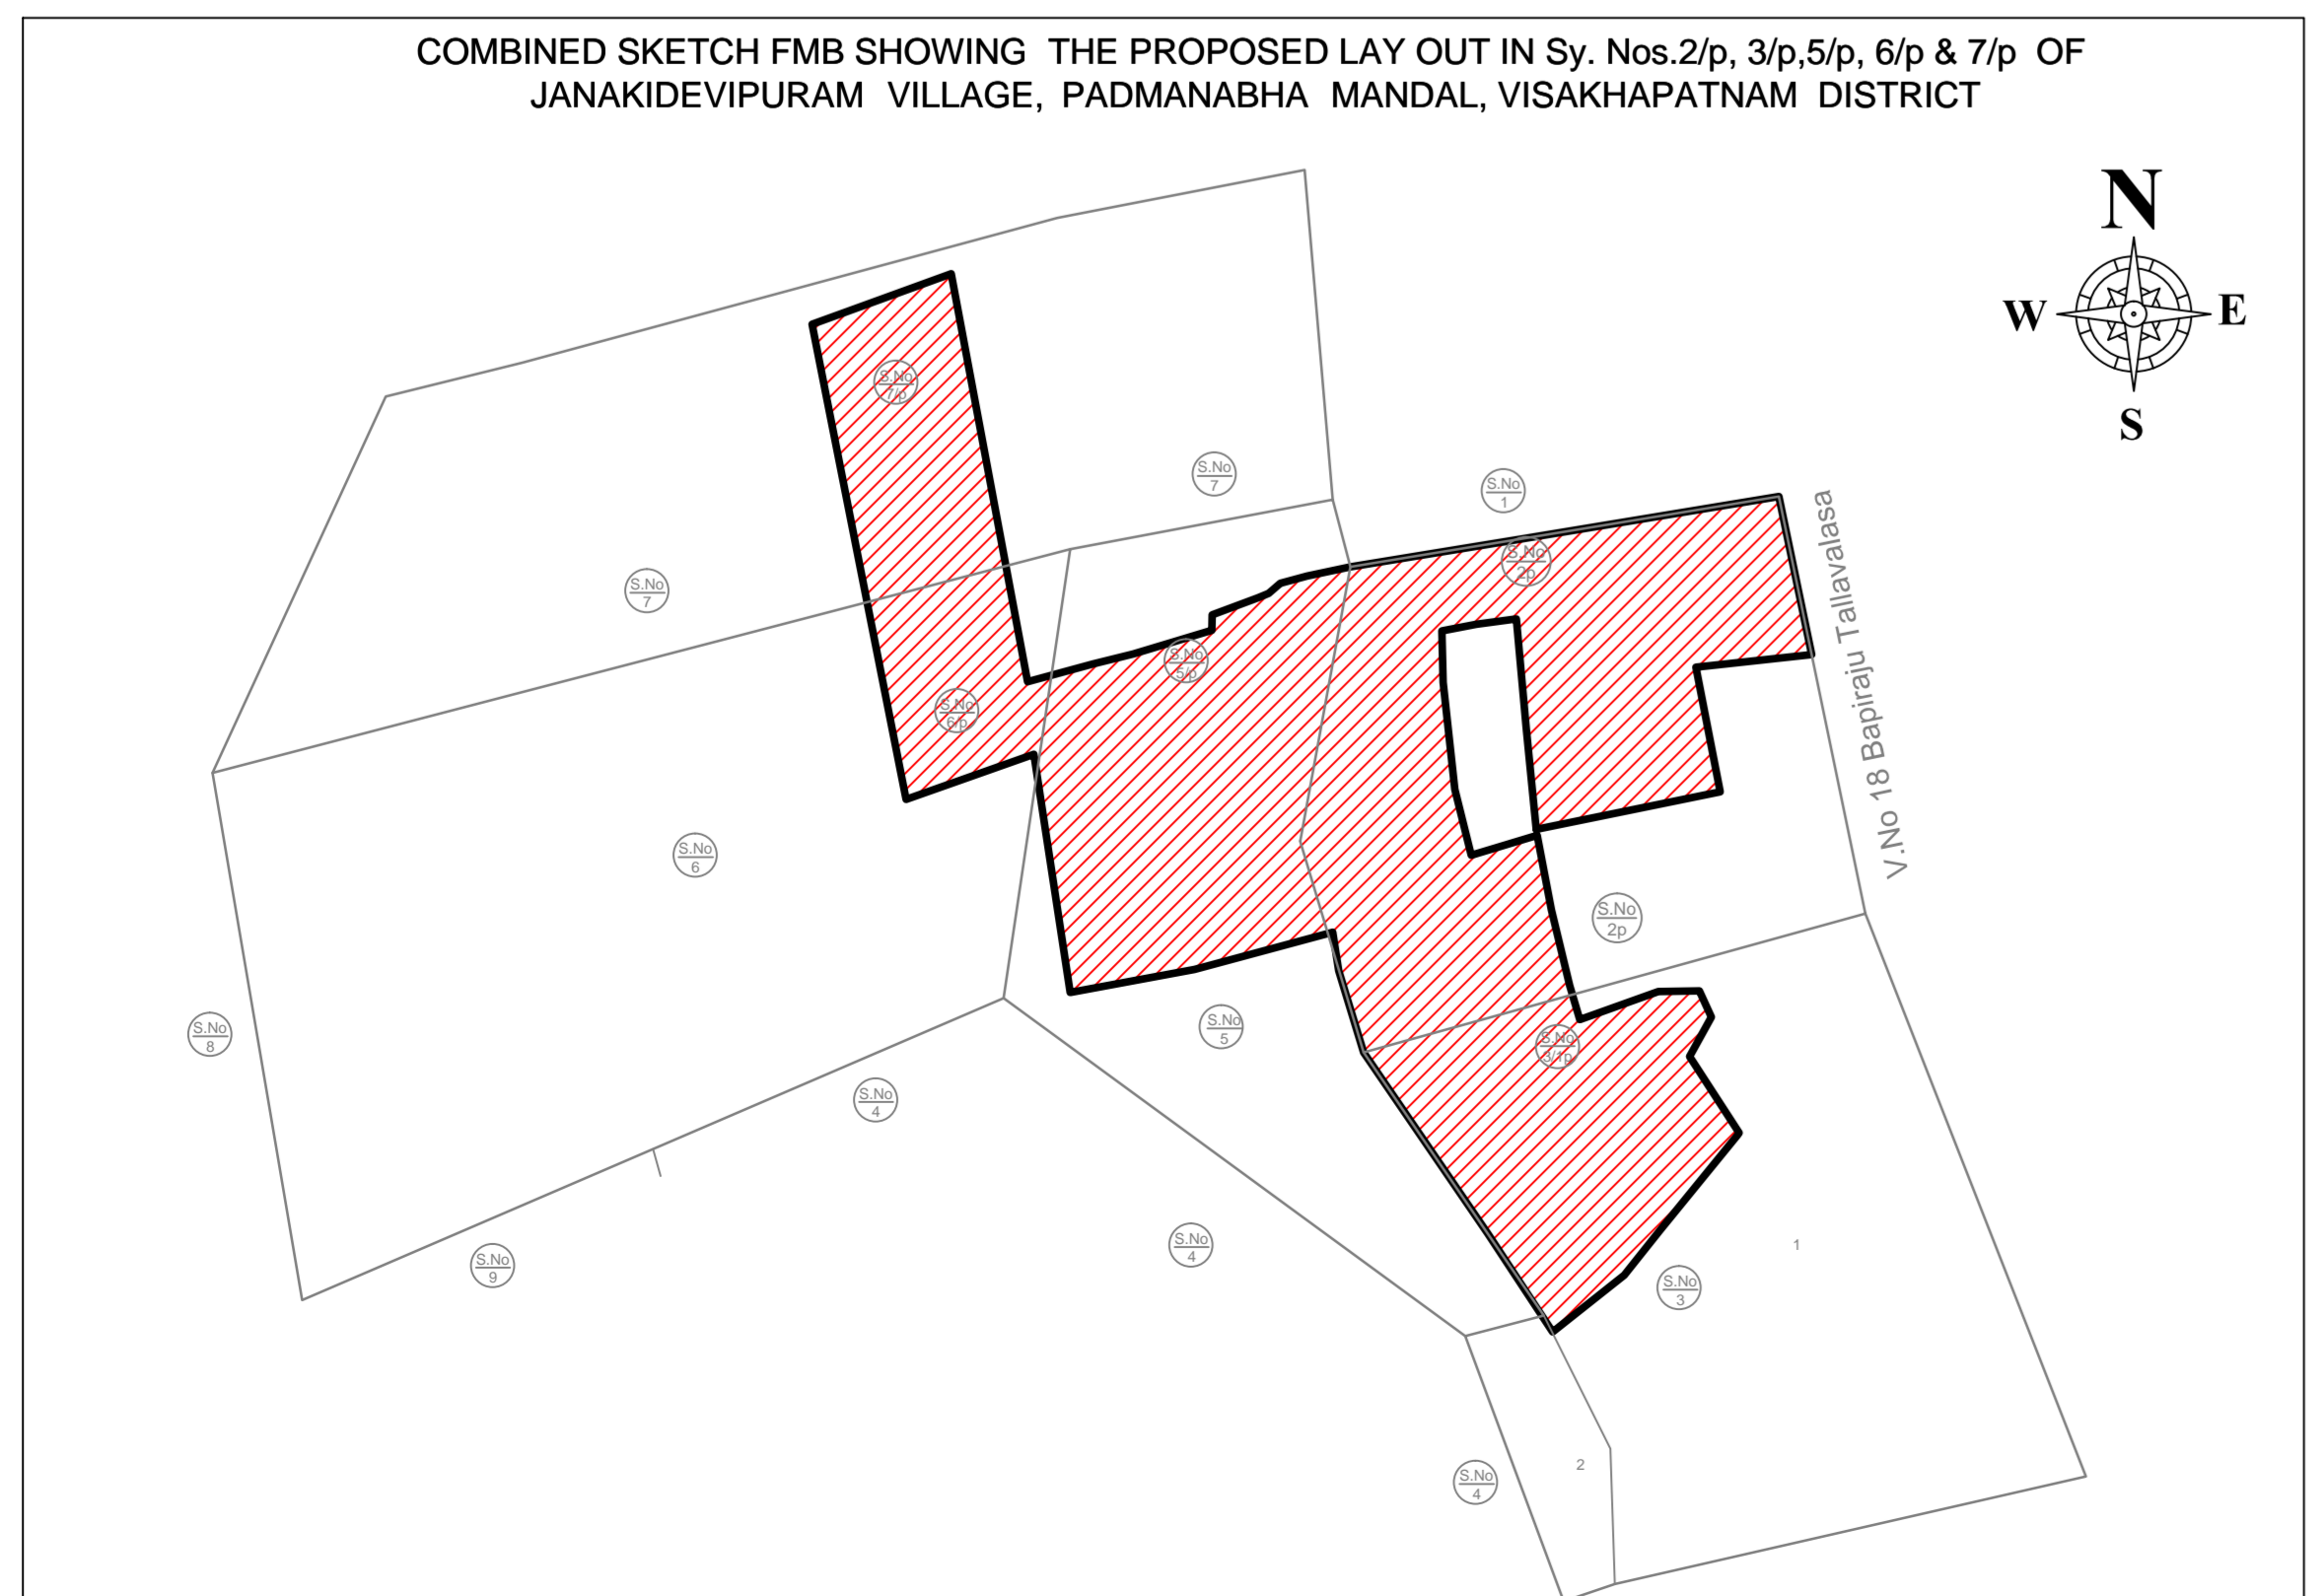 COMBINED SKETCH FMB SHOWING THE PROPOSED LAY OUT IN Sy. Nos.2/p, 3/p,5/p, 6/p & 7/p OF
JANAKIDEVIPURAM VILLAGE, PADMANABHA MANDAL, VISAKHAPATNAM DISTRICT
N
W
E
S
S.No
7/p
S.No
7
S.No
1
S.No
2p
S.No
7
S.No
5/p
S.No
6/p
V.No 18 Bapiraju Tallavalasa
S.No
6
S.No
2p
S.No
8
S.No
5
S.No
3/1p
S.No
4
S.No
4
1
S.No
9
S.No
3
2
S.No
4